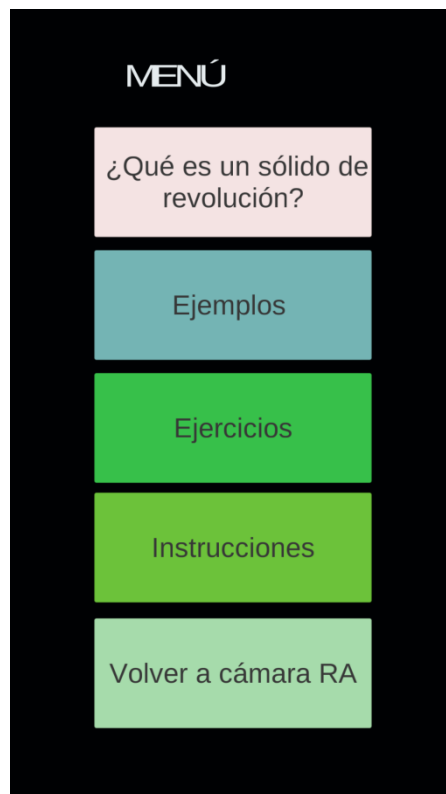 MENÚ
¿Qué es un sólido de
revolución?
Ejemplos
Ejercicios
Instrucciones
Volver a cámara RA